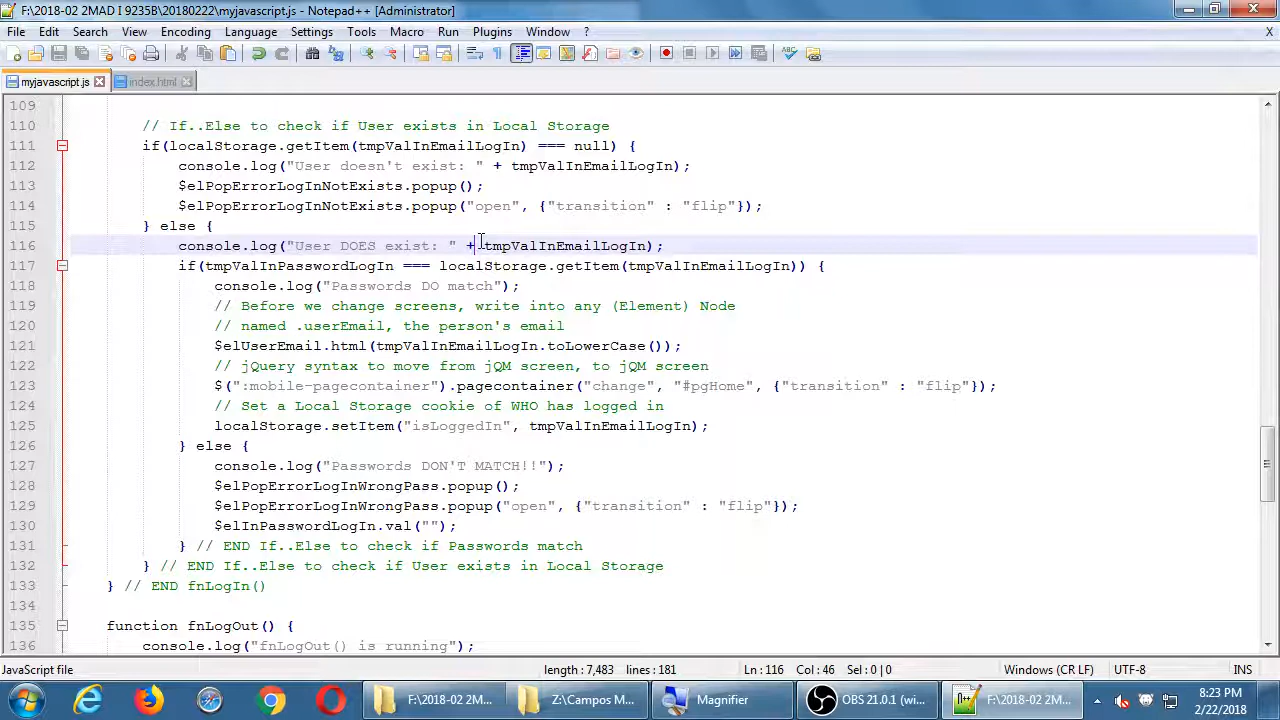 F:\2018-02 2MAD I 9235B\20180222\myjavascript.js - Notepad++ [Administrator]
File Edit Search View Encoding Language Settings Tools Macro Run Plugins Window ? X
myjavascript.js index.html
109
110 // If..Else to check if User exists in Local Storage
111 if(localStorage.getItem(tmpValInEmailLogIn) === null) {
112 console.log("User doesn't exist: " + tmpValInEmailLogIn);
113 $elPopErrorLogInNotExists.popup();
114 $elPopErrorLogInNotExists.popup("open", {"transition" : "flip"});
115 } else {
116 console.log("User DOES exist: " + tmpValInEmailLogIn);
117 if(tmpValInPasswordLogIn === localStorage.getItem(tmpValInEmailLogIn)) {
118 console.log("Passwords DO match");
119 // Before we change screens, write into any (Element) Node
120 // named .userEmail, the person's email
121 $elUserEmail.html(tmpValInEmailLogIn.toLowerCase());
122 // jQuery syntax to move from jQM screen, to jQM screen
123 $(":mobile-pagecontainer").pagecontainer("change", "#pgHome", {"transition" : "flip"});
124 // Set a Local Storage cookie of WHO has logged in
125 localStorage.setItem("isLoggedIn", tmpValInEmailLogIn);
126 } else {
127 console.log("Passwords DON'T MATCH!!");
128 $elPopErrorLogInWrongPass.popup();
129 $elPopErrorLogInWrongPass.popup("open", {"transition" : "flip"});
130 $elInPasswordLogIn.val("");
131 } // END If..Else to check if Passwords match
132 } // END If..Else to check if User exists in Local Storage
133 } // END fnLogIn()
134
135 function fnLogOut() {
136 console.log("fnLogOut() is running");
JavaScript file length : 7,483 lines : 181 Ln : 116 Col : 46 Sel : 0 | 0 Windows (CR LF) UTF-8 INS
F:\2018-02 2M... Z:\Campos M... Magnifier OBS 21.0.1 (wi... F:\2018-02 2M... 8:23 PM
2/22/2018